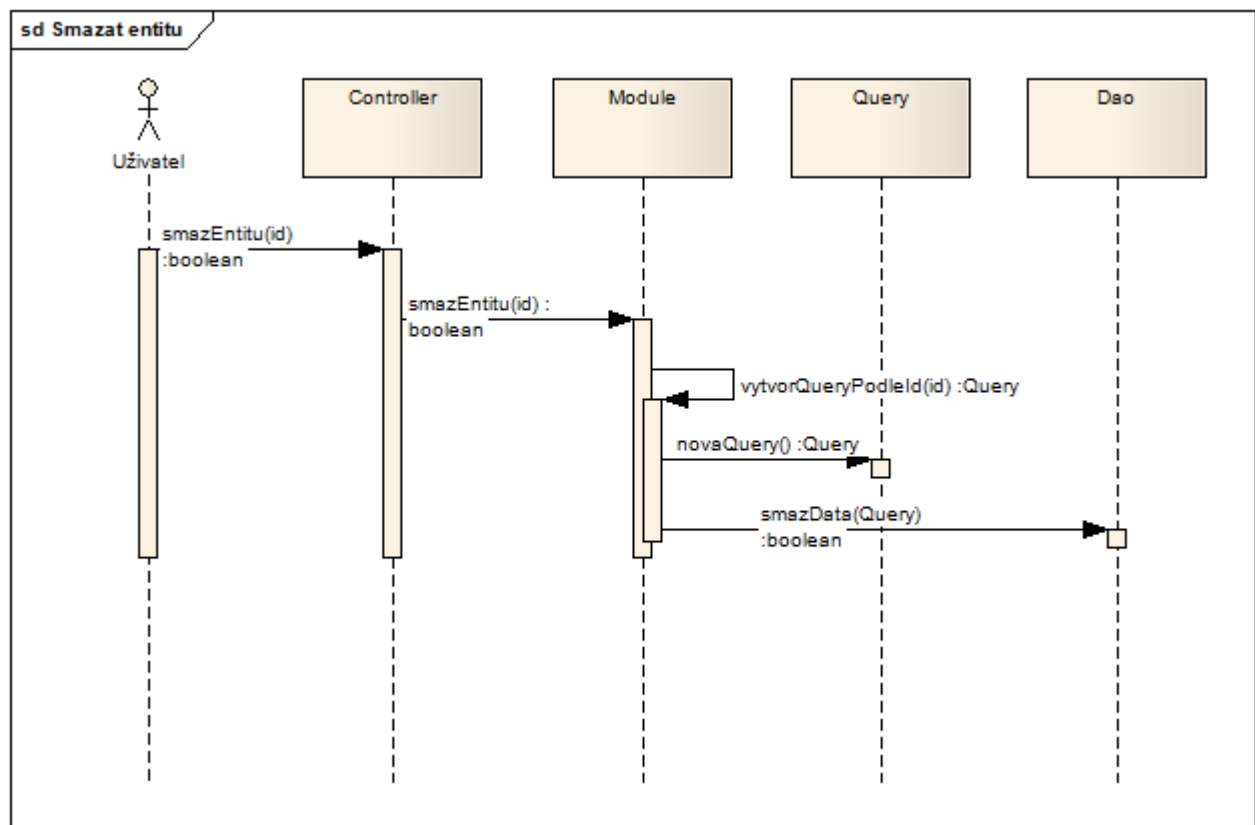 sd Smazat entitu
Uživatel
Controller
Module
Query
Dao
smazEntitu(id)
:boolean
smazEntitu(id) :
boolean
vytvorQueryPodleId(id) :Query
novaQuery() :Query
smazData(Query)
:boolean